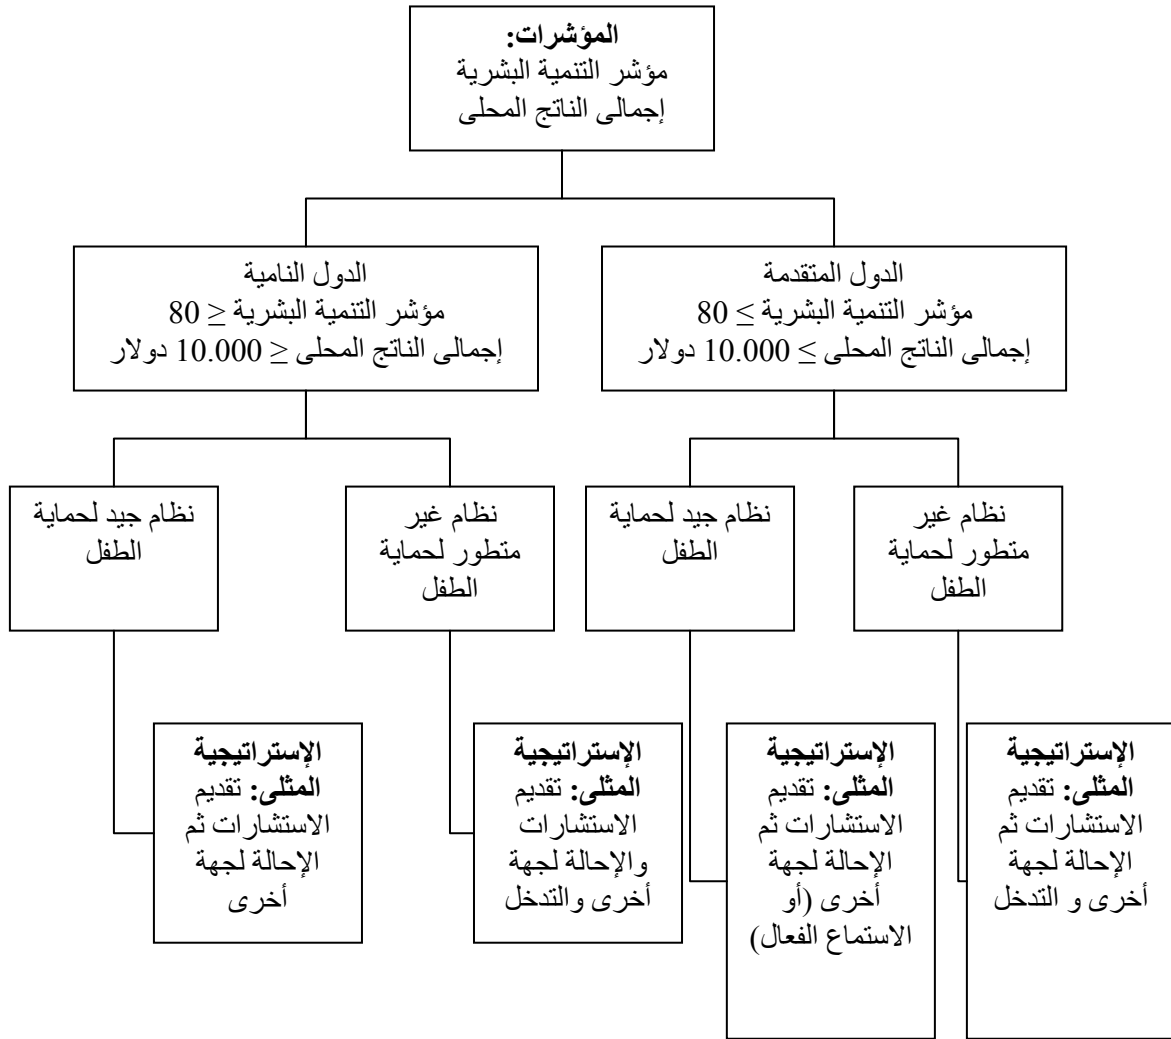 المؤشرات:
مؤشر التنمية البشرية
إجمالى الناتج المحلى
الدول المتقدمة
مؤشر التنمية البشرية ≥ 80
إجمالى الناتج المحلى ≥ 10.000 دولار
الدول النامية
مؤشر التنمية البشرية ≤ 80
إجمالى الناتج المحلى ≤ 10.000 دولار
نظام غير
متطور لحماية
الطفل
نظام جيد لحماية
الطفل
نظام غير
متطور لحماية
الطفل
نظام جيد لحماية
الطفل
الإستراتيجية
المثلى: تقديم
الاستشارات ثم
الإحالة لجهة
أخرى و التدخل
الإستراتيجية
المثلى: تقديم
الاستشارات ثم
الإحالة لجهة
أخرى (أو
الاستماع الفعال)
الإستراتيجية
المثلى: تقديم
الاستشارات
والإحالة لجهة
أخرى والتدخل
الإستراتيجية
المثلى: تقديم
الاستشارات ثم
الإحالة لجهة
أخرى